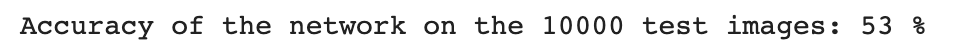 Accuracy of the network on the 10000 test images: 53 %